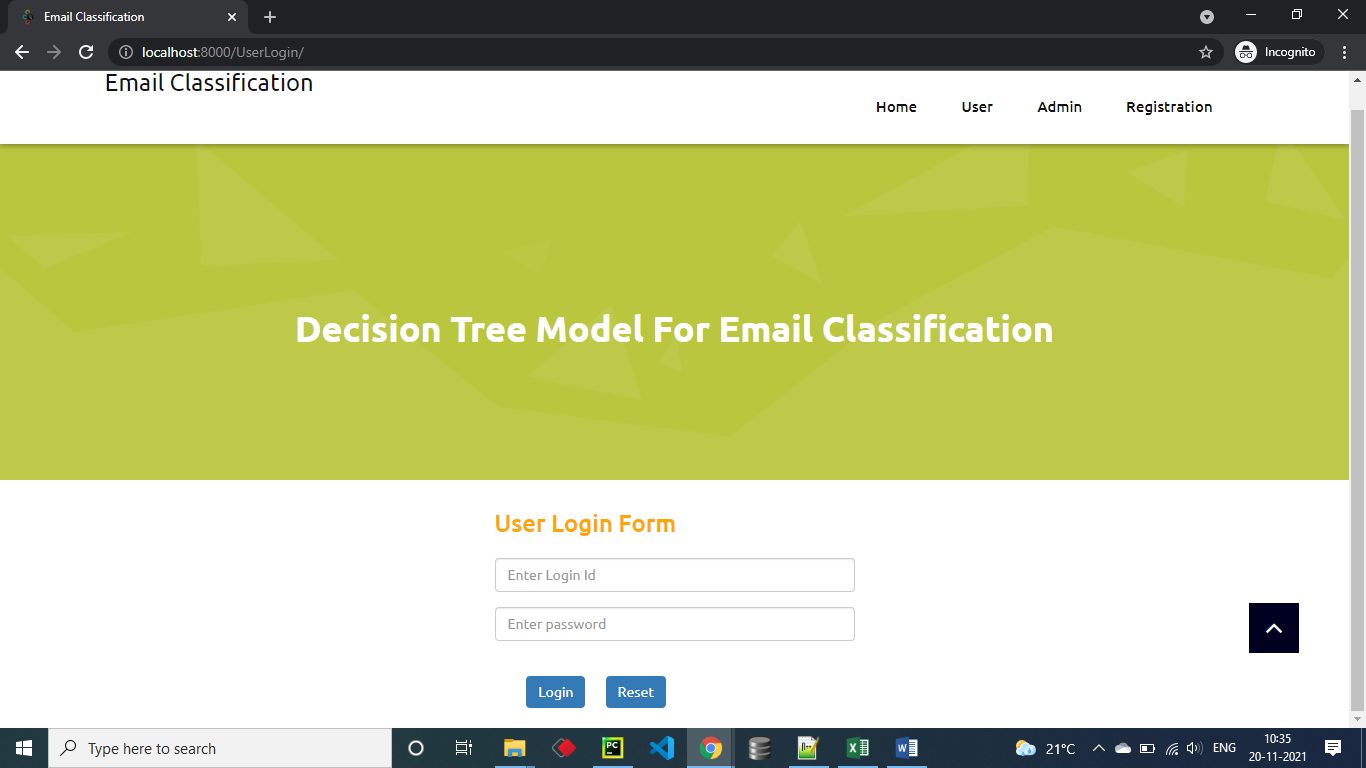 Email Classification
localhost:8000/UserLogin/
Incognito
Email Classification
Home User Admin Registration
Decision Tree Model For Email Classification
User Login Form
Enter Login Id
Enter password
Login Reset
Type here to search
PC
21°C
ENG
10:35
20-11-2021